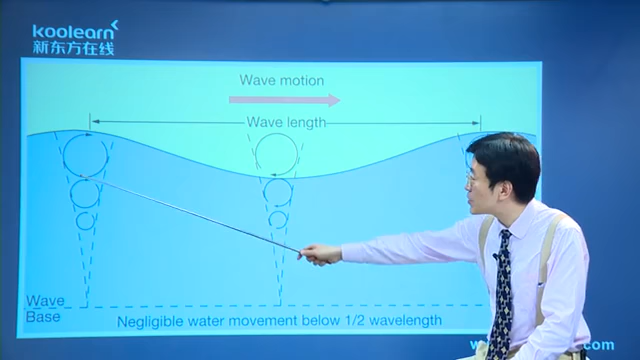 koolearn
新东方在线
Wave motion
Wave length
Wave
Base
Negligible water movement below 1/2 wavelength
w
com